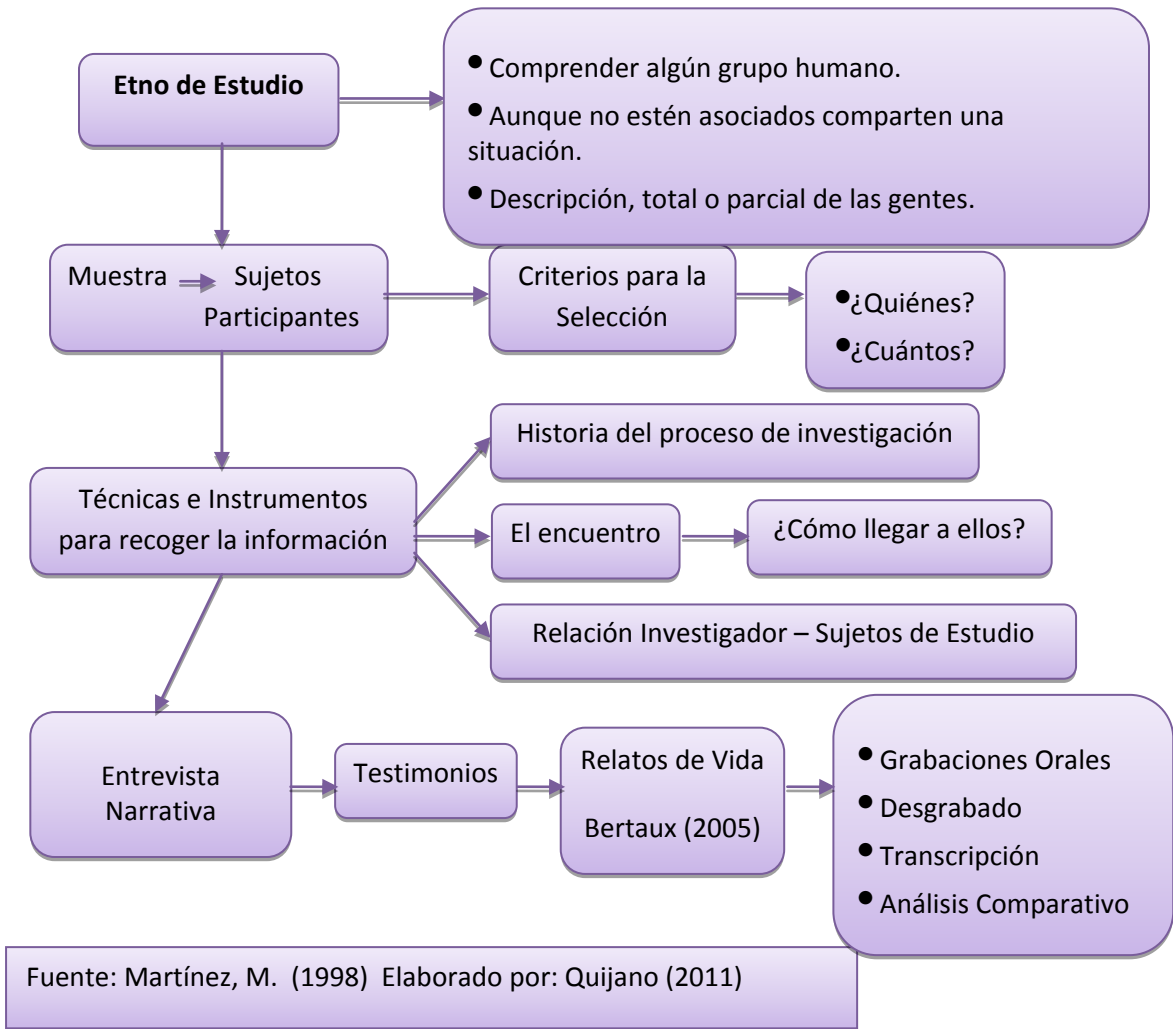 Etno de Estudio
● Comprender algún grupo humano.
● Aunque no estén asociados comparten una
situación.
● Descripción, total o parcial de las gentes.
Muestra Sujetos
Participantes
Criterios para la
Selección
● ¿Quiénes?
● ¿Cuántos?
Historia del proceso de investigación
Técnicas e Instrumentos
para recoger la información
El encuentro
¿Cómo llegar a ellos?
Relación Investigador – Sujetos de Estudio
Entrevista
Narrativa
Testimonios
Relatos de Vida
Bertaux (2005)
● Grabaciones Orales
● Desgrabado
● Transcripción
● Análisis Comparativo
Fuente: Martínez, M. (1998) Elaborado por: Quijano (2011)